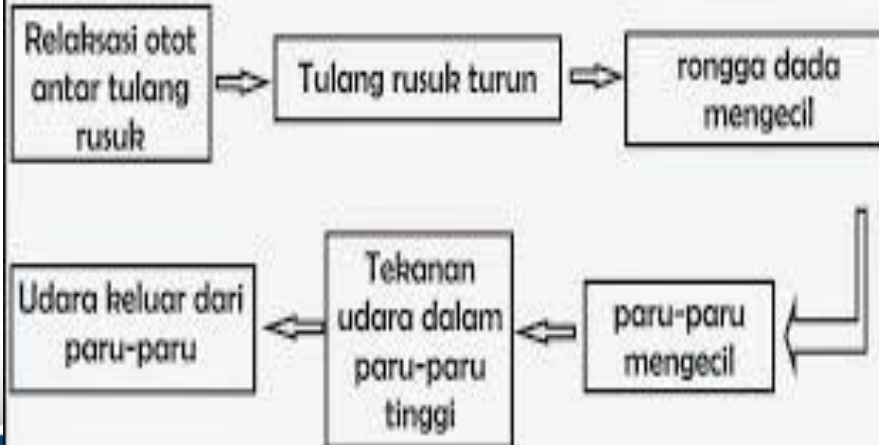 Relaksasi otot
antar tulang
rusuk
Tulang rusuk turun
rongga dada
mengecil
paru-paru
mengecil
Tekanan
udara dalam
paru-paru
tinggi
Udara keluar dari
paru-paru